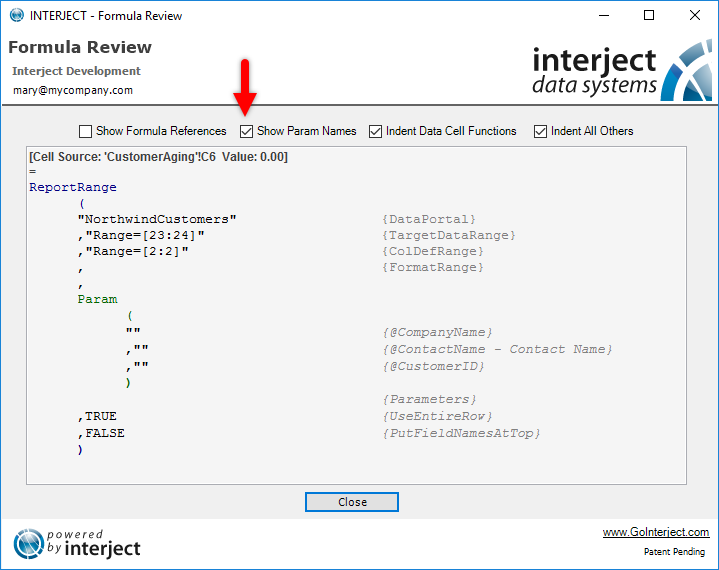 INTERJECT - Formula Review
Formula Review
Interject Development
mary@mycompany.com
interject
data systems
Show Formula References Show Param Names Indent Data Cell Functions Indent All Others
[Cell Source: 'CustomerAging'!C6 Value: 0.00]
=
ReportRange
(
"NorthwindCustomers" {DataPortal}
,"Range=[23:24]" {TargetDataRange}
,"Range=[2:2]" {ColDefRange}
, {FormatRange}
,
Param
(
"" {@CompanyName}
,"" {@ContactName - Contact Name}
,"" {@CustomerID}
)
{Parameters}
,TRUE {UseEntireRow}
,FALSE {PutFieldNamesAtTop}
)
Close
powered
by interject
www.GoInterject.com
Patent Pending